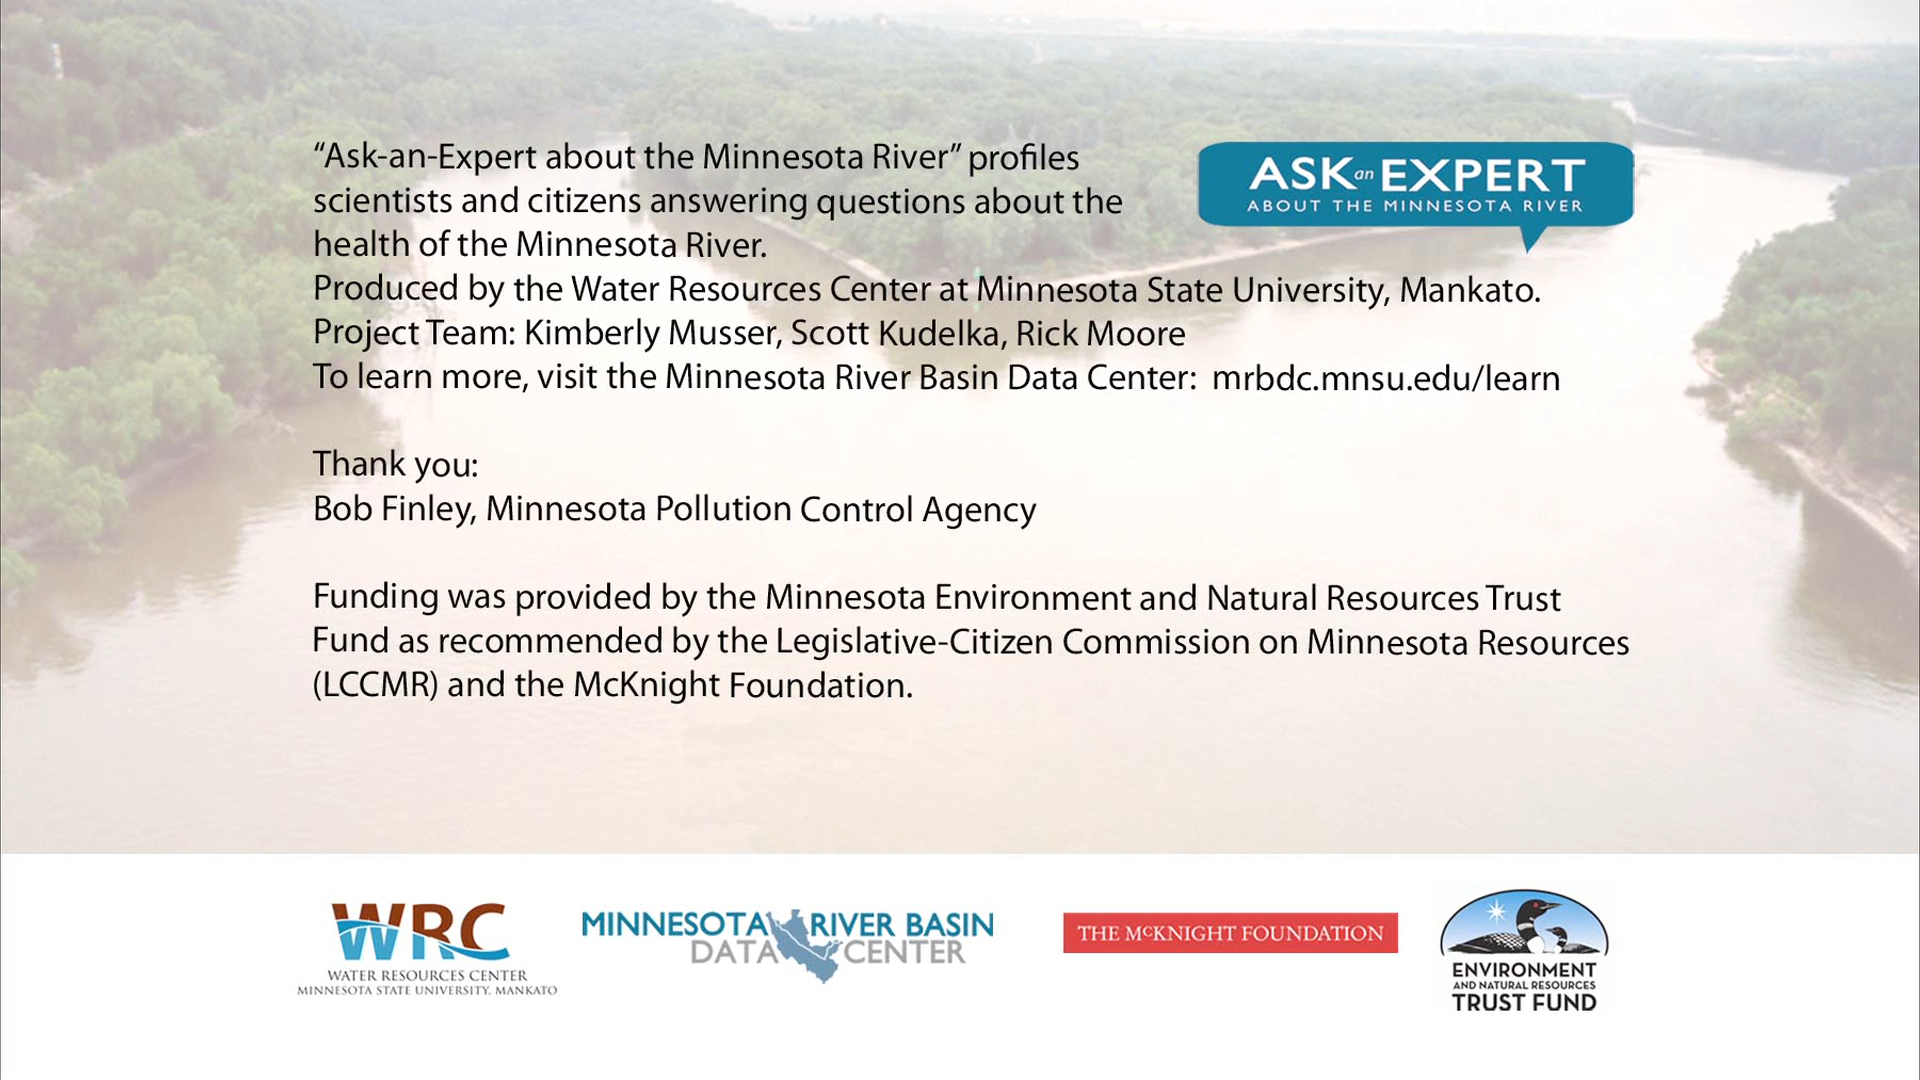 “Ask-an-Expert about the Minnesota River” profiles
scientists and citizens answering questions about the
health of the Minnesota River.
ASK an EXPERT
ABOUT THE MINNESOTA RIVER
Produced by the Water Resources Center at Minnesota State University, Mankato.
Project Team: Kimberly Musser, Scott Kudelka, Rick Moore
To learn more, visit the Minnesota River Basin Data Center: mrbdc.mnsu.edu/learn
Thank you:
Bob Finley, Minnesota Pollution Control Agency
Funding was provided by the Minnesota Environment and Natural Resources Trust
Fund as recommended by the Legislative-Citizen Commission on Minnesota Resources
(LCCMR) and the McKnight Foundation.
WRC
WATER RESOURCES CENTER
MINNESOTA STATE UNIVERSITY, MANKATO
MINNESOTA RIVER BASIN
DATA CENTER
THE McKNIGHT FOUNDATION
ENVIRONMENT
AND NATURAL RESOURCES
TRUST FUND